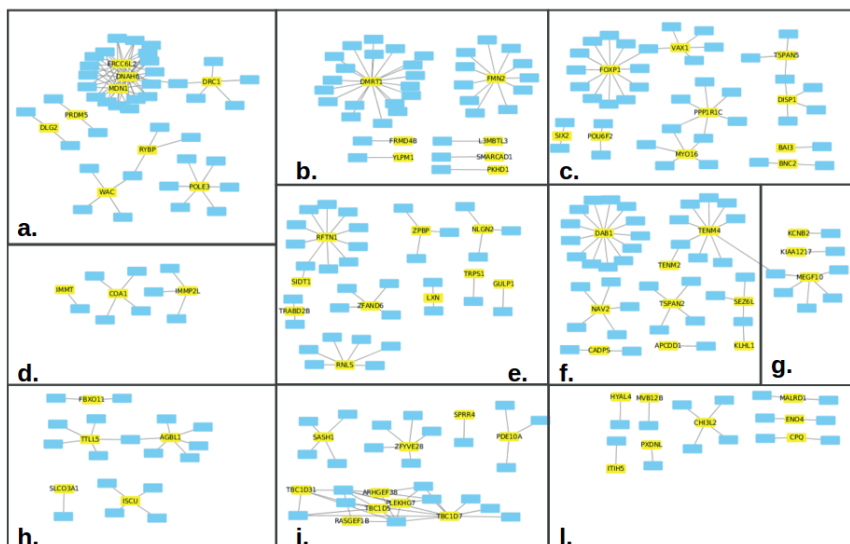 ERCC6L2
DNAH6
MDN1
DRC1
PRDM5
DLG2
RYBP
WAC
POLE3
a.
DMRT1
FMN2
FRMD4B
L3MBTL3
YLPM1
SMARCAD1
PKHD1
b.
VAX1
FOXP1
TSPAN5
DISP1
PPP1R1C
SIX2
POU6F2
MYO16
BAI3
BNC2
c.
IMMT
COA1
IMMP2L
d.
RFTN1
ZPBP
NLGN2
SIDT1
TRPS1
GULP1
LXN
TRABD2B
ZFAND6
RNLS
e.
DAB1
TENM4
TENM2
NAV2
TSPAN2
SEZ6L
CADPS
APCDD1
KLHL1
f.
KCNB2
KIAA1217
MEGF10
g.
FBXO11
TTLL5
AGBL1
SLCO3A1
ISCU
h.
SASH1
ZFYVE28
SPRR4
PDE10A
TBC1D31
ARHGEF3B
PLEKHG7
TBC1D5
TBC1D7
RASGEF1B
i.
HYAL4
MVB12B
MALRD1
CHI3L2
ENO4
CPQ
PXDNL
ITIH5
l.